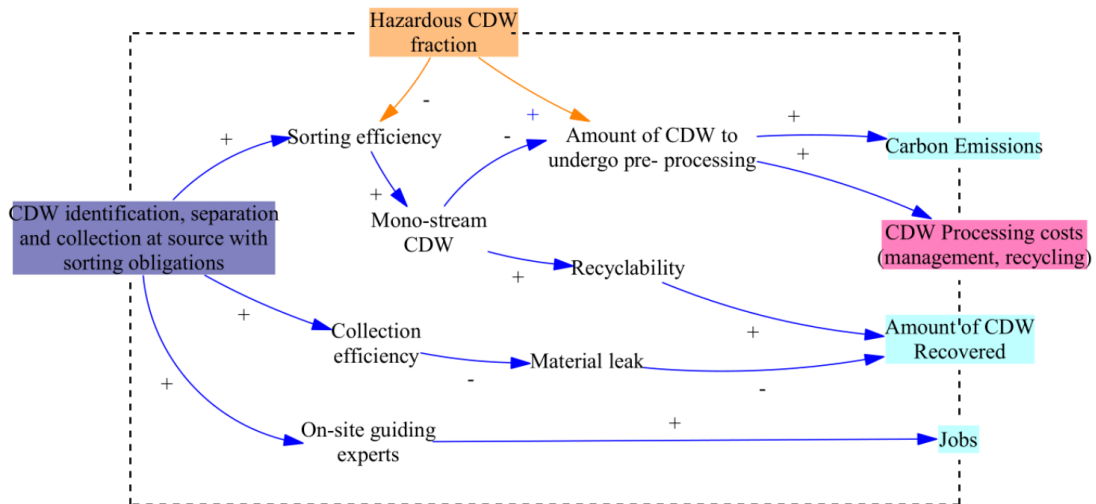 Hazardous CDW
fraction
-
+
+
-
+
+
Sorting efficiency
Amount of CDW to
undergo pre- processing
Carbon Emissions
+
CDW identification, separation
and collection at source with
sorting obligations
Mono-stream
CDW
CDW Processing costs
(management, recycling)
+
Recyclability
+
Collection
efficiency
+
Amount of CDW
Recovered
-
Material leak
-
+
On-site guiding
experts
+
Jobs